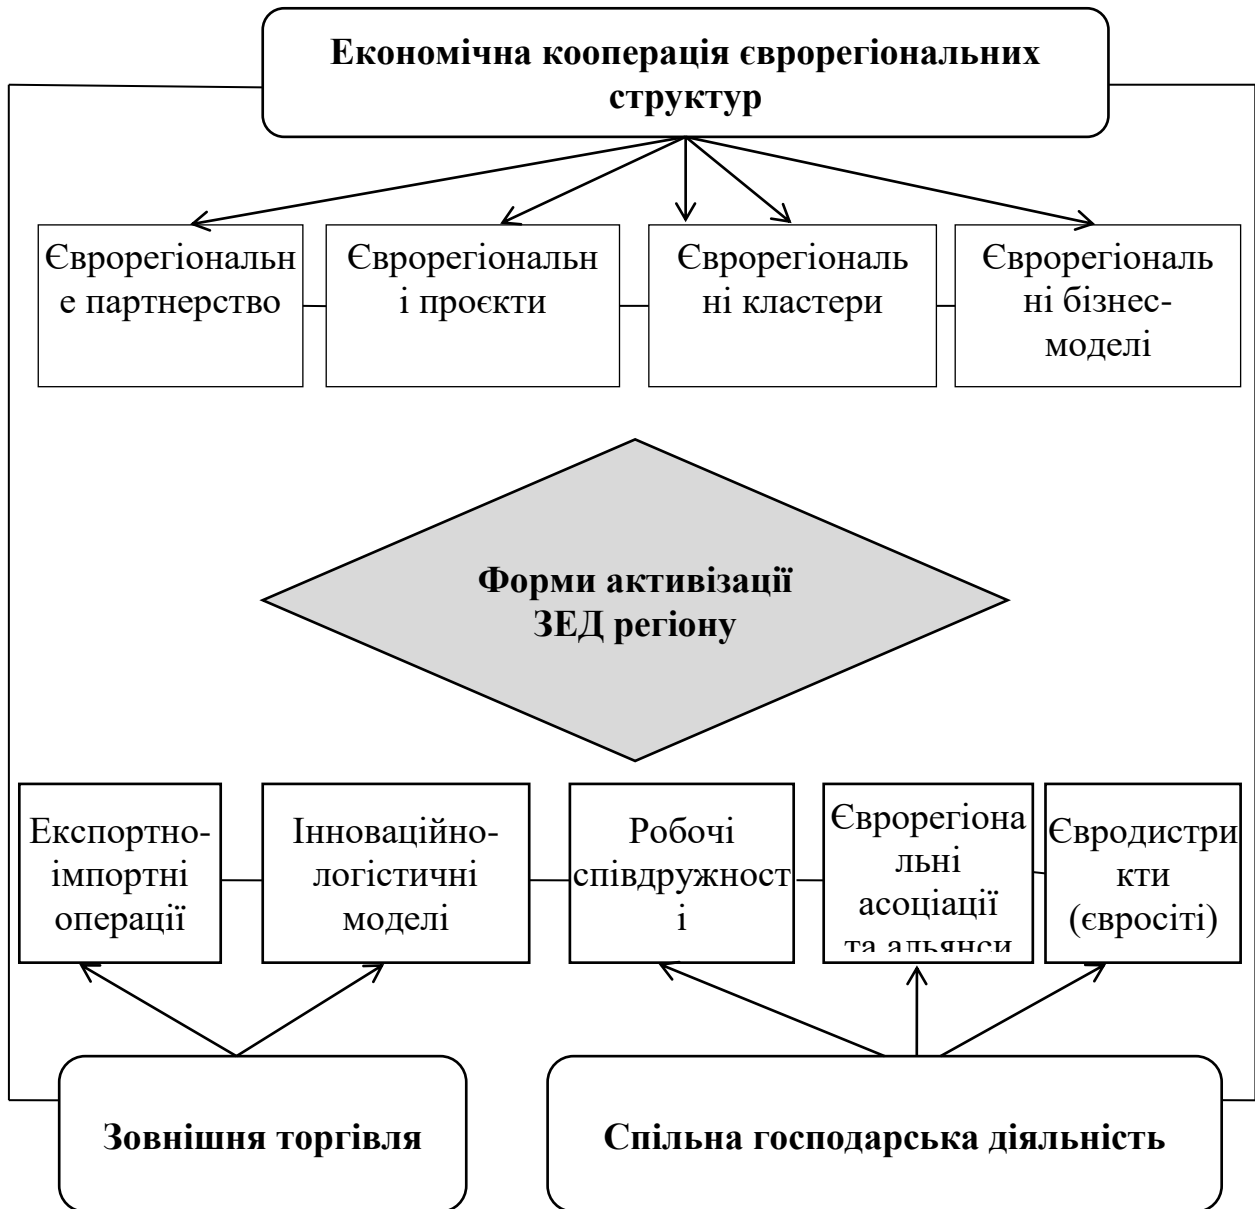 Економічна кооперація єврорегіональних
структур
Єврорегіональн
е партнерство
Єврорегіональн
і проєкти
Єврорегіональ
ні кластери
Єврорегіональ
ні бізнес-
моделі
Форми активізації
ЗЕД регіону
Експортно-
імпортні
операції
Інноваційно-
логістичні
моделі
Робочі
співдружност
і
Єврорегіона
льні
асоціації
та альянси
Євродистри
кти
(євросіті)
Зовнішня торгівля
Спільна господарська діяльність